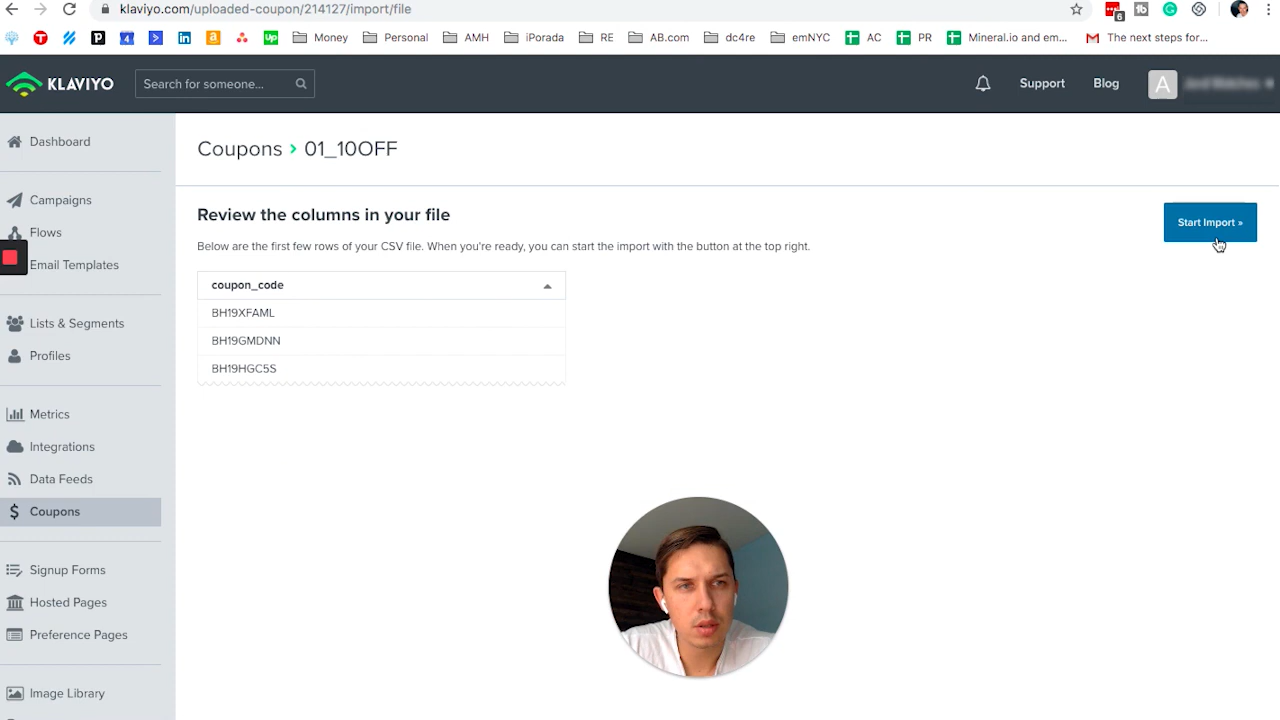 klaviyo.com/uploaded-coupon/214127/import/file
6
4
Up
Money
Personal
AMH
iPorada
RE
AB.com
dc4re
emNYC
AC
PR
Mineral.io and em...
The next steps for...
KLAVIYO
Search for someone...
Support
Blog
A
Dashboard
Campaigns
Flows
Email Templates
Lists & Segments
Profiles
Metrics
Integrations
Data Feeds
Coupons
Signup Forms
Hosted Pages
Preference Pages
Image Library
Coupons › 01_10OFF
Review the columns in your file
Start Import »
Below are the first few rows of your CSV file. When you're ready, you can start the import with the button at the top right.
coupon_code
BH19XFAML
BH19GMDNN
BH19HGC5S